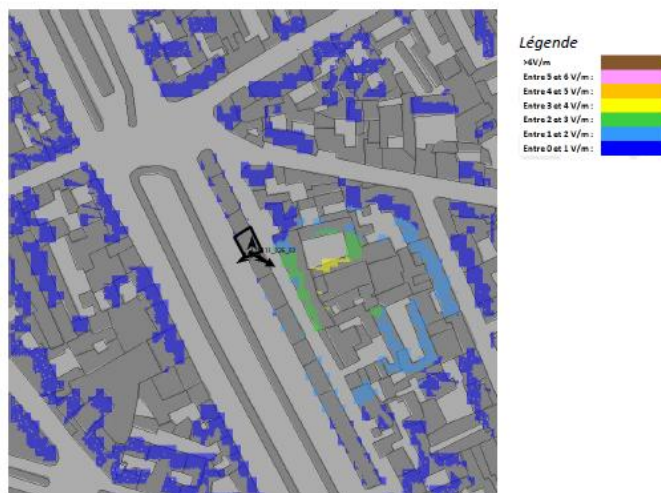 Légende
>6V/m
Entre 5 et 6 V/m :
Entre 4 et 5 V/m :
Entre 3 et 4 V/m :
Entre 2 et 3 V/m :
Entre 1 et 2 V/m :
Entre 0 et 1 V/m :